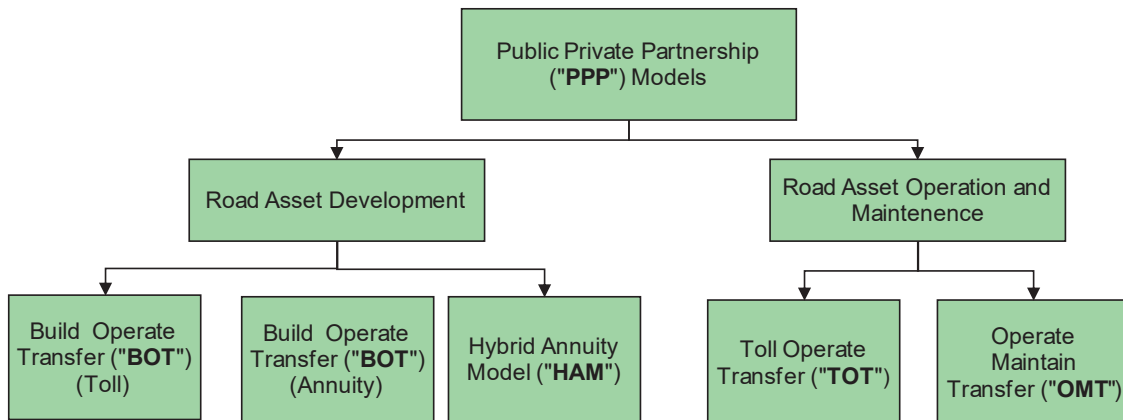 Public Private Partnership
("PPP") Models
Road Asset Development
Road Asset Operation and
Maintenence
Build Operate
Transfer ("BOT")
(Toll)
Build Operate
Transfer ("BOT")
(Annuity)
Hybrid Annuity
Model ("HAM")
Toll Operate
Transfer ("TOT")
Operate
Maintain
Transfer ("OMT")